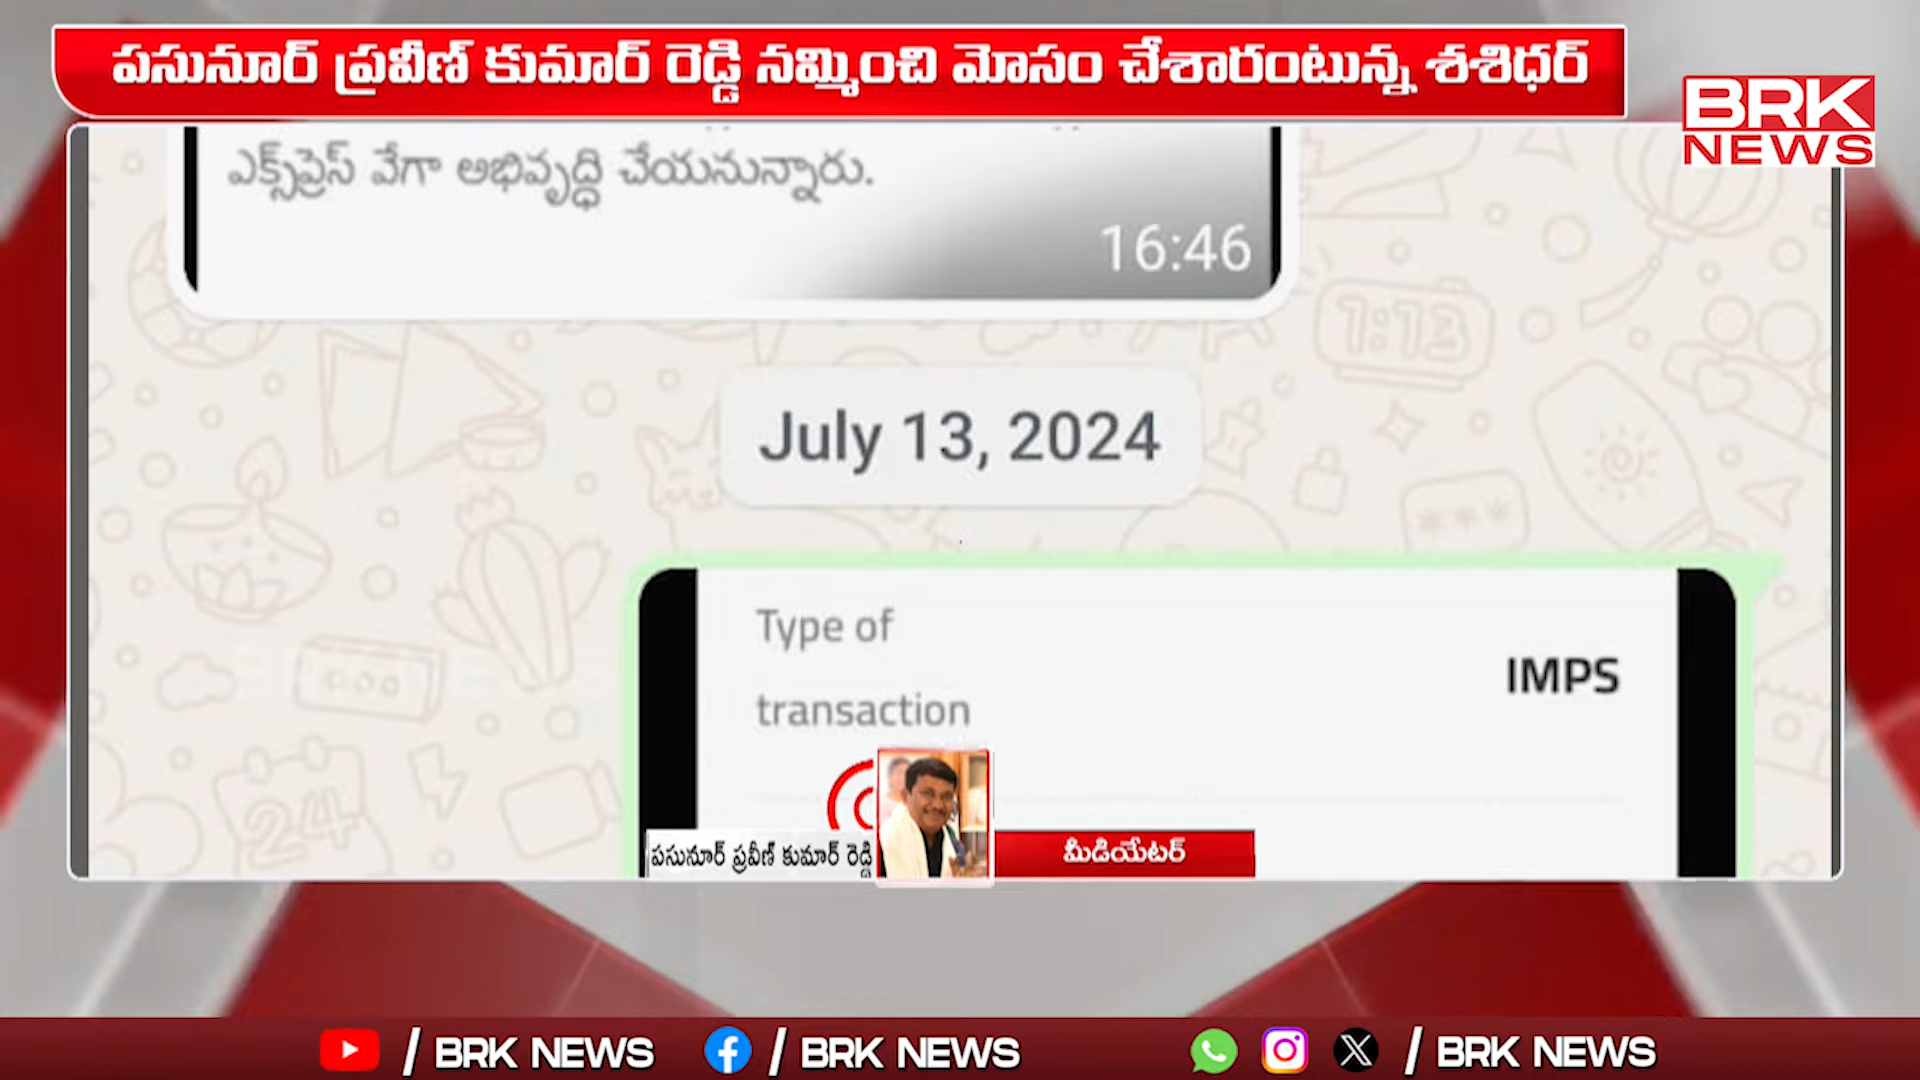 పసునూర్ ప్రవీణ్ కుమార్ రెడ్డి నమ్మించి మోసం చేశారంటున్న శశిధర్
BRK
NEWS
ఎక్స్‌ప్రెస్ వేగా అభివృద్ధి చేయనున్నారు.
16:46
July 13, 2024
Type of
transaction
IMPS
పసునూర్ ప్రవీణ్ కుమార్ రెడ్డి
మీడియేటర్
/ BRK NEWS
/ BRK NEWS
/ BRK NEWS